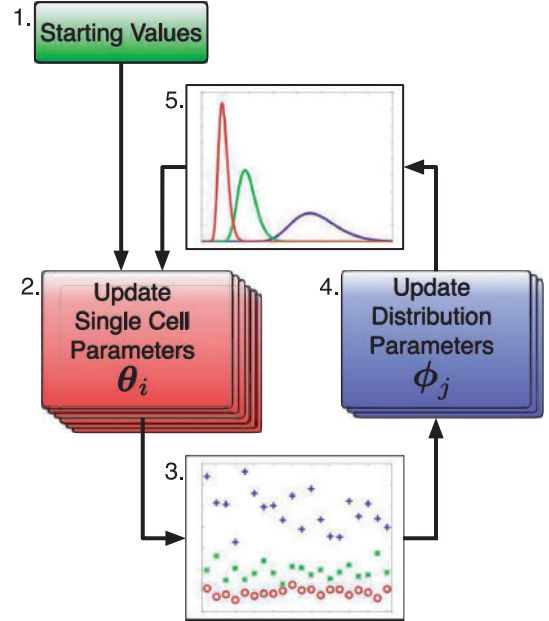 1.
Starting Values
5.
2.
Update
Single Cell
Parameters
θi
4.
Update
Distribution
Parameters
ϕj
3.